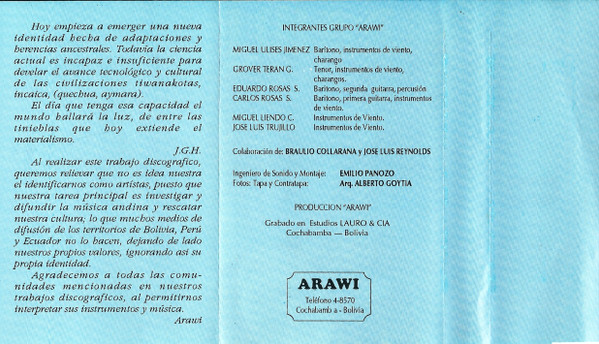 Hoy empieza a emerger una nueva
identidad hecha de adaptaciones y
herencias ancestrales. Todavía la ciencia
actual es incapaz e insuficiente para
develar el avance tecnológico y cultural
de las civilizaciones tiwanakotas,
incaica, (quechua, aymara).
El día que tenga esa capacidad el
mundo hallará la luz, de entre las
tinieblas que hoy extiende el
materialismo.
J.G.H.
Al realizar este trabajo discografico,
queremos relievar que no es idea nuestra
el identificarnos como artistas, puesto que
nuestra tarea principal es investigar y
difundir la música andina y rescatar
nuestra cultura; lo que muchos medios de
difusión de los territorios de Bolivia, Perú
y Ecuador no lo hacen, dejando de lado
nuestros propios valores, ignorando así su
propia identidad.
Agradecemos a todas las comu-
nidades mencionadas en nuestros
trabajos discograficos, al permitirnos
interpretar sus instrumentos y música.
Arawi
INTEGRANTES GRUPO "ARAWI"
MIGUEL ULISES JIMENEZ Barítono, instrumentos de viento,
charango
GROVER TERAN G. Tenor, instrumentos de viento,
charangos.
EDUARDO ROSAS S. Barítono, segunda guitarra, percusión
CARLOS ROSAS S. Barítono, primera guitarra, instrumentos
de viento.
MIGUEL LIENDO C. Instrumentos de Viento.
JOSE LUIS TRUJILLO Instrumentos de Viento.
Colaboración de: BRAULIO COLLARANA y JOSE LUIS REYNOLDS
Ingeniero de Sonido y Montaje: EMILIO PANOZO
Fotos: Tapa y Contratapa: Arq. ALBERTO GOYTIA
PRODUCCION "ARAWI"
Grabado en Estudios LAURO & CIA
Cochabamba — Bolivia
ARAWI
Teléfono 4-8570
Cochabamb a - Bolivia